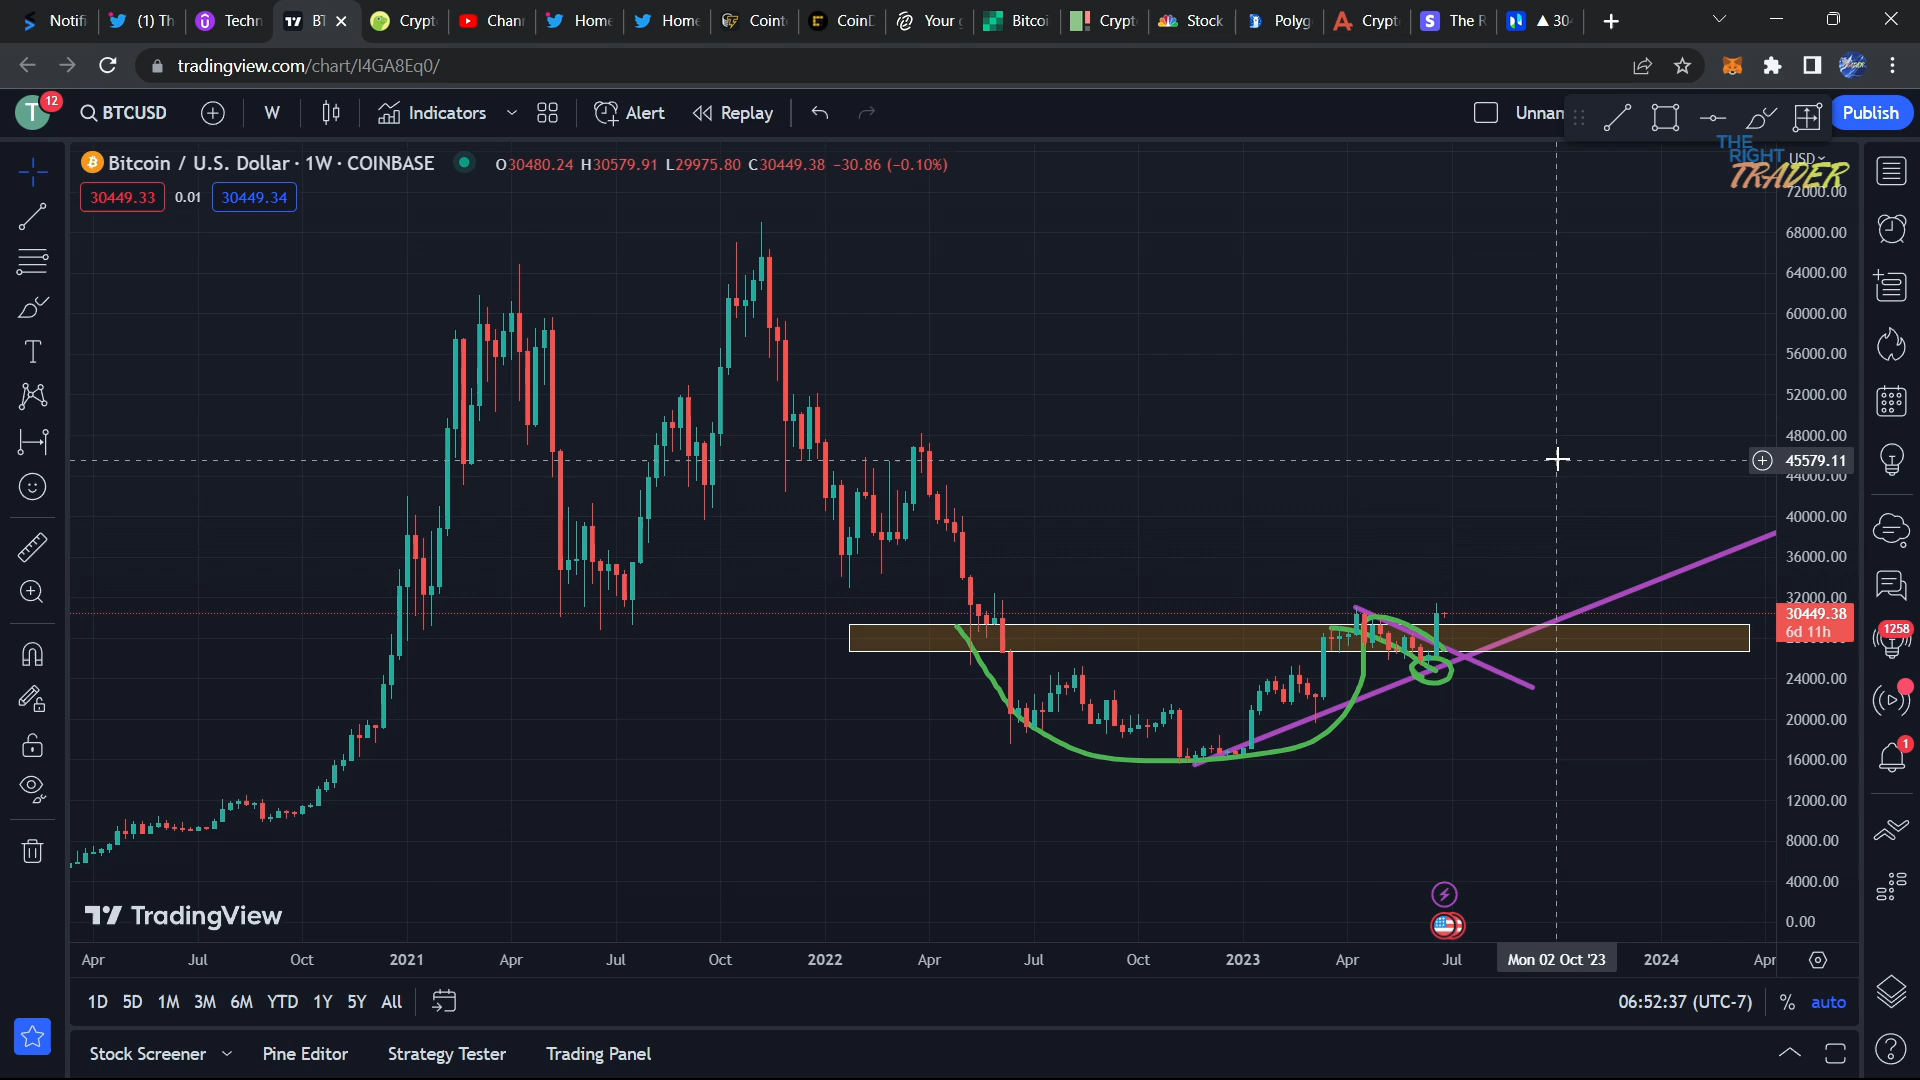 Notifi (1) Th Techn BT Crypt Chan Home Home Coint CoinD Your Bitcoi Crypt Stock Polyg Crypt The R ▲ 30
tradingview.com/chart/I4GA8Eq0/
T 12 BTCUSD W Indicators Alert Replay Unnan Publish
THE RIGHT TRADER
Bitcoin / U.S. Dollar · 1W · COINBASE O30480.24 H30579.91 L29975.80 C30449.38 -30.86 (-0.10%)
30449.33 0.01 30449.34
USD
72000.00
68000.00
64000.00
60000.00
56000.00
52000.00
48000.00
45579.11
44000.00
40000.00
36000.00
32000.00
30449.38
6d 11h
24000.00
20000.00
16000.00
12000.00
8000.00
4000.00
0.00
1258
1
TradingView
Apr Jul Oct 2021 Apr Jul Oct 2022 Apr Jul Oct 2023 Apr Jul Mon 02 Oct '23 2024 Apr
1D 5D 1M 3M 6M YTD 1Y 5Y All 06:52:37 (UTC-7) % auto
Stock Screener Pine Editor Strategy Tester Trading Panel